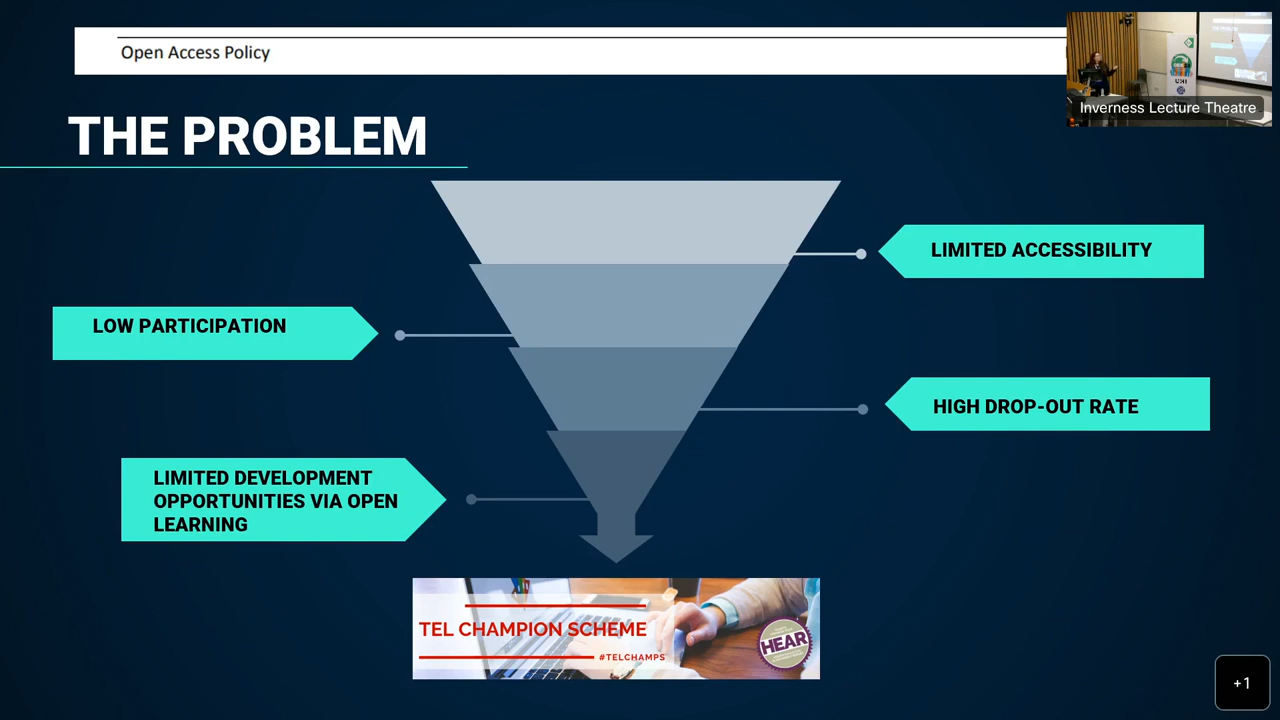 Open Access Policy
Inverness Lecture Theatre
THE PROBLEM
LIMITED ACCESSIBILITY
LOW PARTICIPATION
HIGH DROP-OUT RATE
LIMITED DEVELOPMENT
OPPORTUNITIES VIA OPEN
LEARNING
TEL CHAMPION SCHEME
#TELCHAMPS
HEAR
+1